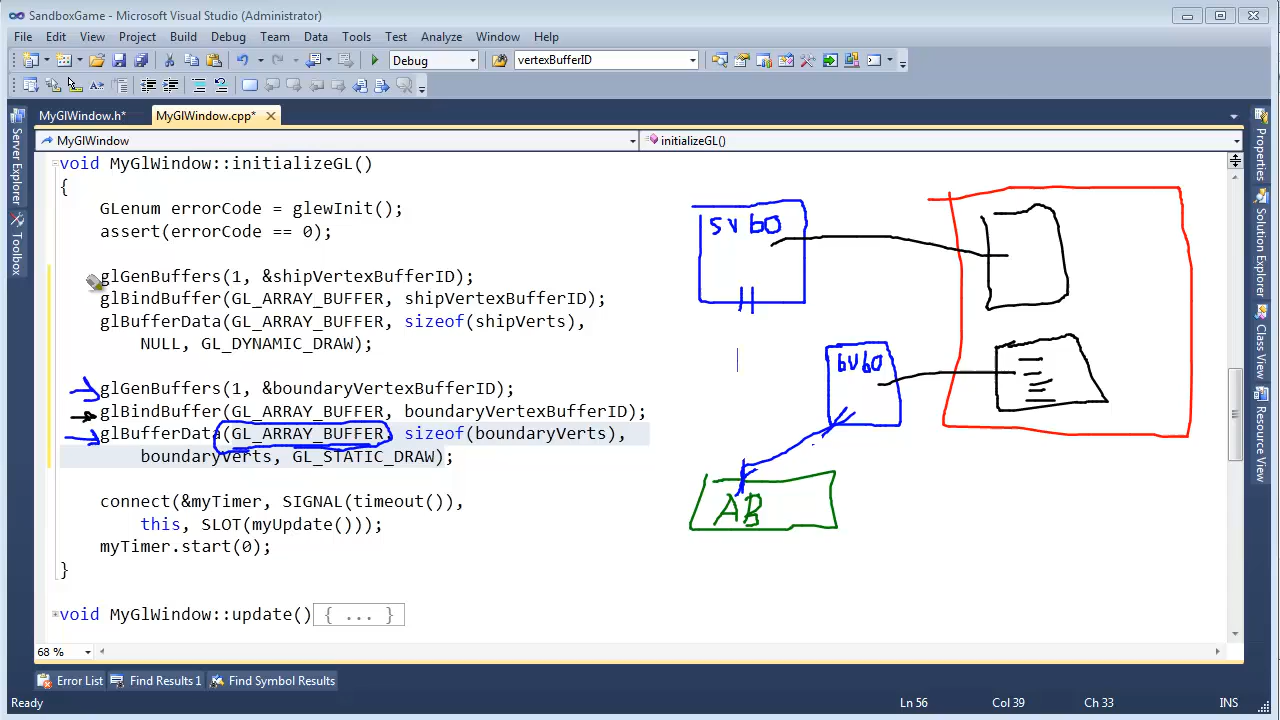 SandboxGame - Microsoft Visual Studio (Administrator)
File Edit View Project Build Debug Team Data Tools Test Analyze Window Help
Debug vertexBufferID
MyGlWindow.h* MyGlWindow.cpp*
MyGlWindow initializeGL()
void MyGlWindow::initializeGL()
{
GLenum errorCode = glewInit();
assert(errorCode == 0);
glGenBuffers(1, &shipVertexBufferID);
glBindBuffer(GL_ARRAY_BUFFER, shipVertexBufferID);
glBufferData(GL_ARRAY_BUFFER, sizeof(shipVerts),
NULL, GL_DYNAMIC_DRAW);
glGenBuffers(1, &boundaryVertexBufferID);
glBindBuffer(GL_ARRAY_BUFFER, boundaryVertexBufferID);
glBufferData(GL_ARRAY_BUFFER, sizeof(boundaryVerts),
boundaryVerts, GL_STATIC_DRAW);
connect(&myTimer, SIGNAL(timeout()),
this, SLOT(myUpdate()));
myTimer.start(0);
}
void MyGlWindow::update() { ... }
svbo
bvbo
AB
Server Explorer
Toolbox
Properties
Solution Explorer
Class View
Resource View
68 %
Error List Find Results 1 Find Symbol Results
Ready Ln 56 Col 39 Ch 33 INS